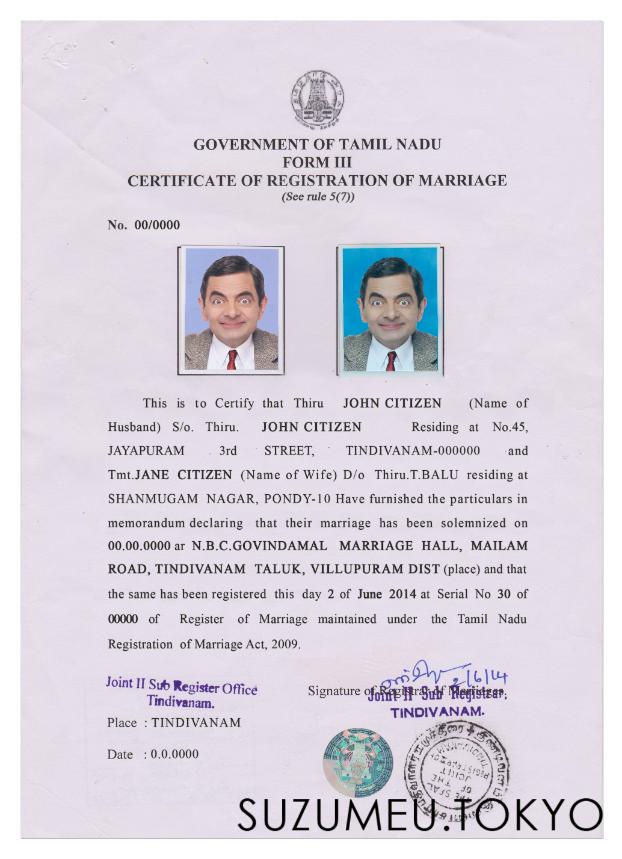 GOVERNMENT OF TAMIL NADU
FORM III
CERTIFICATE OF REGISTRATION OF MARRIAGE
(See rule 5(7))
No. 00/0000
This is to Certify that Thiru JOHN CITIZEN (Name of
Husband) S/o. Thiru. JOHN CITIZEN Residing at No.45,
JAYAPURAM 3rd STREET, TINDIVANAM-000000 and
Tmt.JANE CITIZEN (Name of Wife) D/o Thiru.T.BALU residing at
SHANMUGAM NAGAR, PONDY-10 Have furnished the particulars in
memorandum declaring that their marriage has been solemnized on
00.00.0000 ar N.B.C.GOVINDAMAL MARRIAGE HALL, MAILAM
ROAD, TINDIVANAM TALUK, VILLUPURAM DIST (place) and that
the same has been registered this day 2 of June 2014 at Serial No 30 of
00000 of Register of Marriage maintained under the Tamil Nadu
Registration of Marriage Act, 2009.
Joint II Sub Register Office
Tindivanam.
2/6/14
Signature of Registrar of Marriages
Joint II Sub Registrar,
TINDIVANAM.
Place : TINDIVANAM
Date : 0.0.0000
THE SEAL
OF
THE
JOINT
SUZUMEU.TOKYO